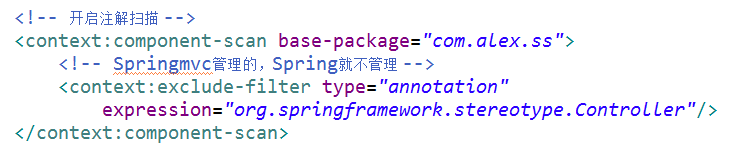 <!-- 开启注解扫描 -->
<context:component-scan base-package="com.alex.ss">
<!-- Springmvc管理的，Spring就不管理 -->
<context:exclude-filter type="annotation"
expression="org.springframework.stereotype.Controller"/>
</context:component-scan>